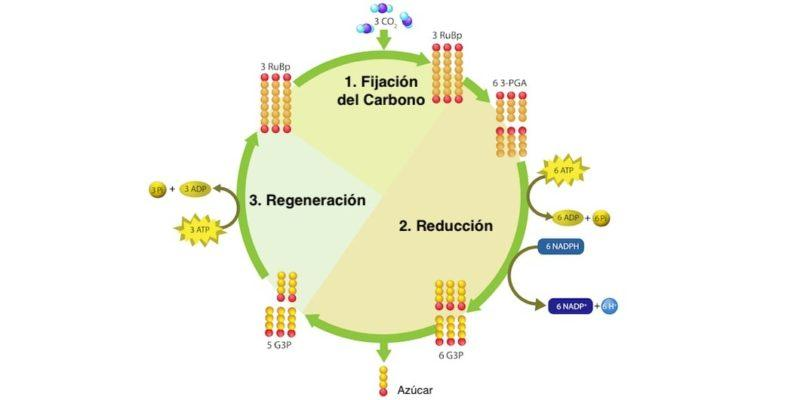 3 CO2
3 RuBp
3 RuBp
1. Fijación
del Carbono
6 3-PGA
6 ATP
6 ADP + 6 Pi
6 NADPH
6 NADP+ + 6 H+
2. Reducción
6 G3P
Azúcar
5 G3P
3. Regeneración
3 ATP
3 Pi + 3 ADP